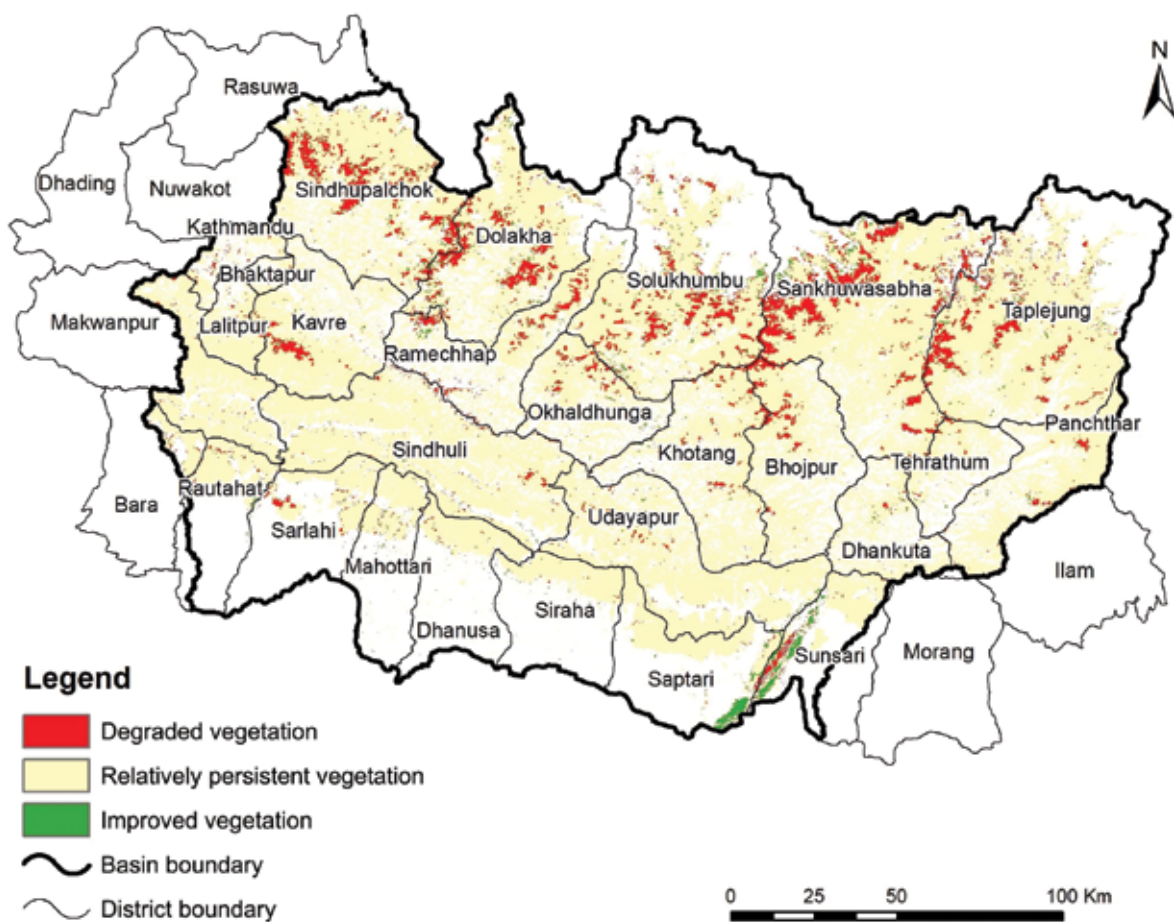 N
Rasuwa
Dhading
Nuwakot
Sindhupalchok
Kathmandu
Dolakha
Bhaktapur
Solukhumbu
Sankhuwasabha
Taplejung
Makwanpur
Lalitpur
Kavre
Ramechhap
Okhaldhunga
Panchthar
Sindhuli
Khotang
Bhojpur
Tehrathum
Bara
Rautahat
Sarlahi
Udayapur
Dhankuta
Mahottari
Ilam
Siraha
Dhanusa
Saptari
Sunsari
Morang
Legend
Degraded vegetation
Relatively persistent vegetation
Improved vegetation
Basin boundary
District boundary
0 25 50 100 Km